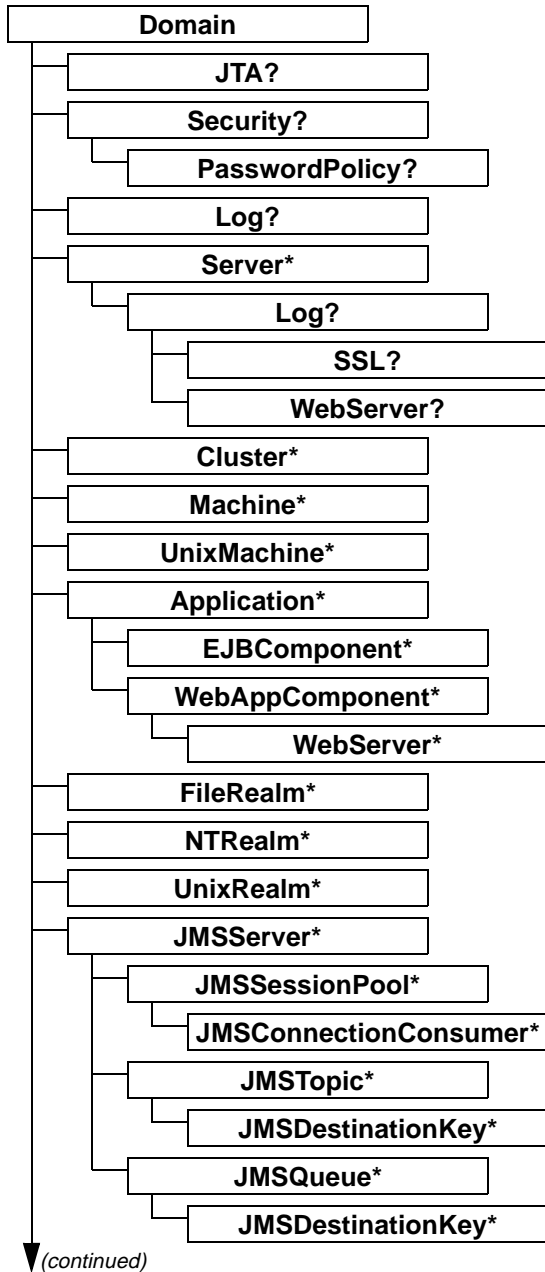 Domain
JTA?
Security?
PasswordPolicy?
Log?
Server*
Log?
SSL?
WebServer?
Cluster*
Machine*
UnixMachine*
Application*
EJBComponent*
WebAppComponent*
WebServer*
FileRealm*
NTRealm*
UnixRealm*
JMSServer*
JMSSessionPool*
JMSConnectionConsumer*
JMSTopic*
JMSDestinationKey*
JMSQueue*
JMSDestinationKey*
(continued)